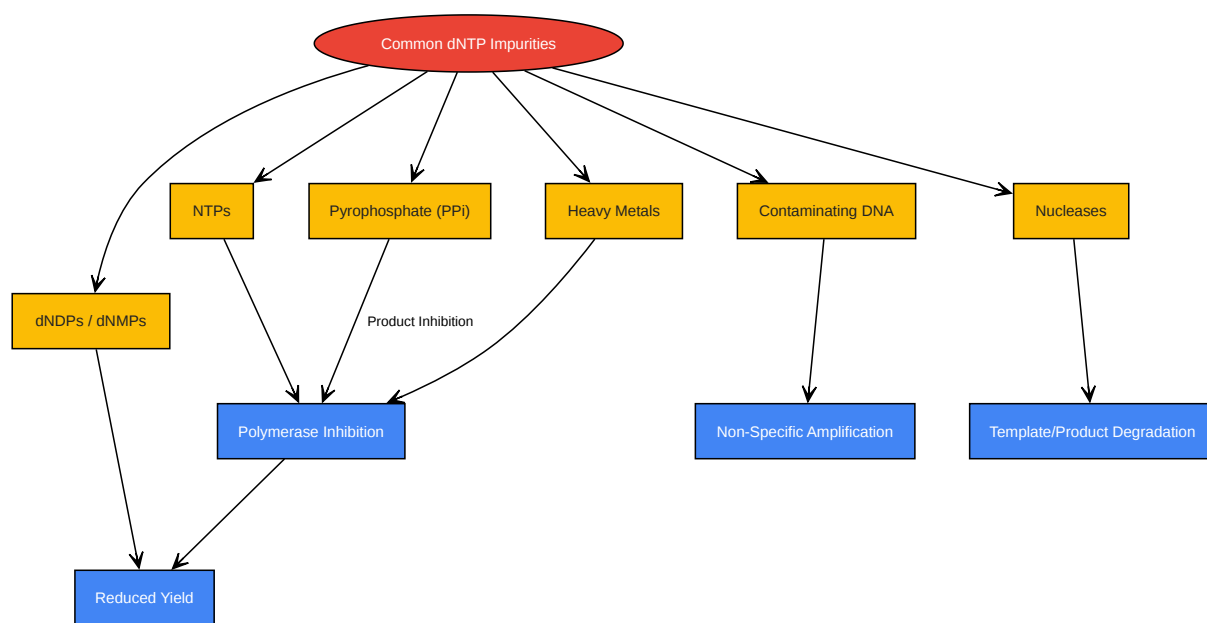 Common dNTP Impurities
NTPs
Pyrophosphate (PPi)
Heavy Metals
Contaminating DNA
Nucleases
dNDPs / dNMPs
Product Inhibition
Polymerase Inhibition
Non-Specific Amplification
Template/Product Degradation
Reduced Yield